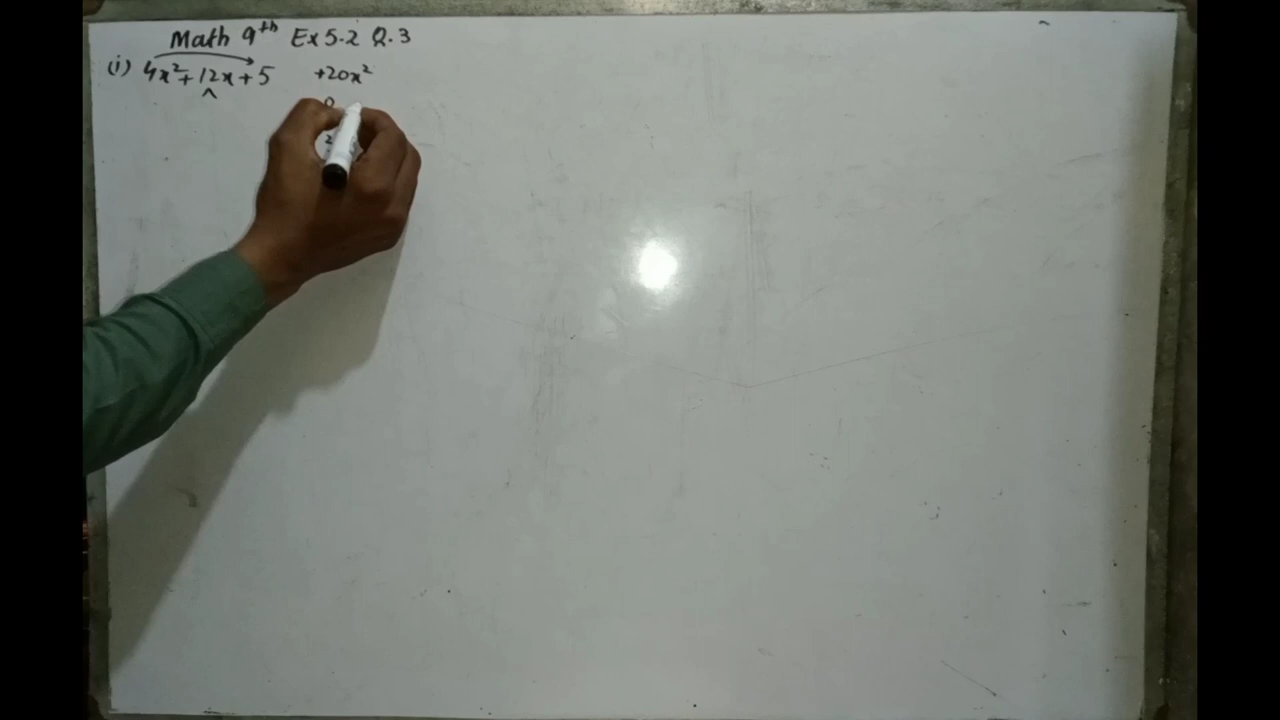 Math 9th Ex 5.2 Q.3
(i) 4x²+12x+5 +20x²